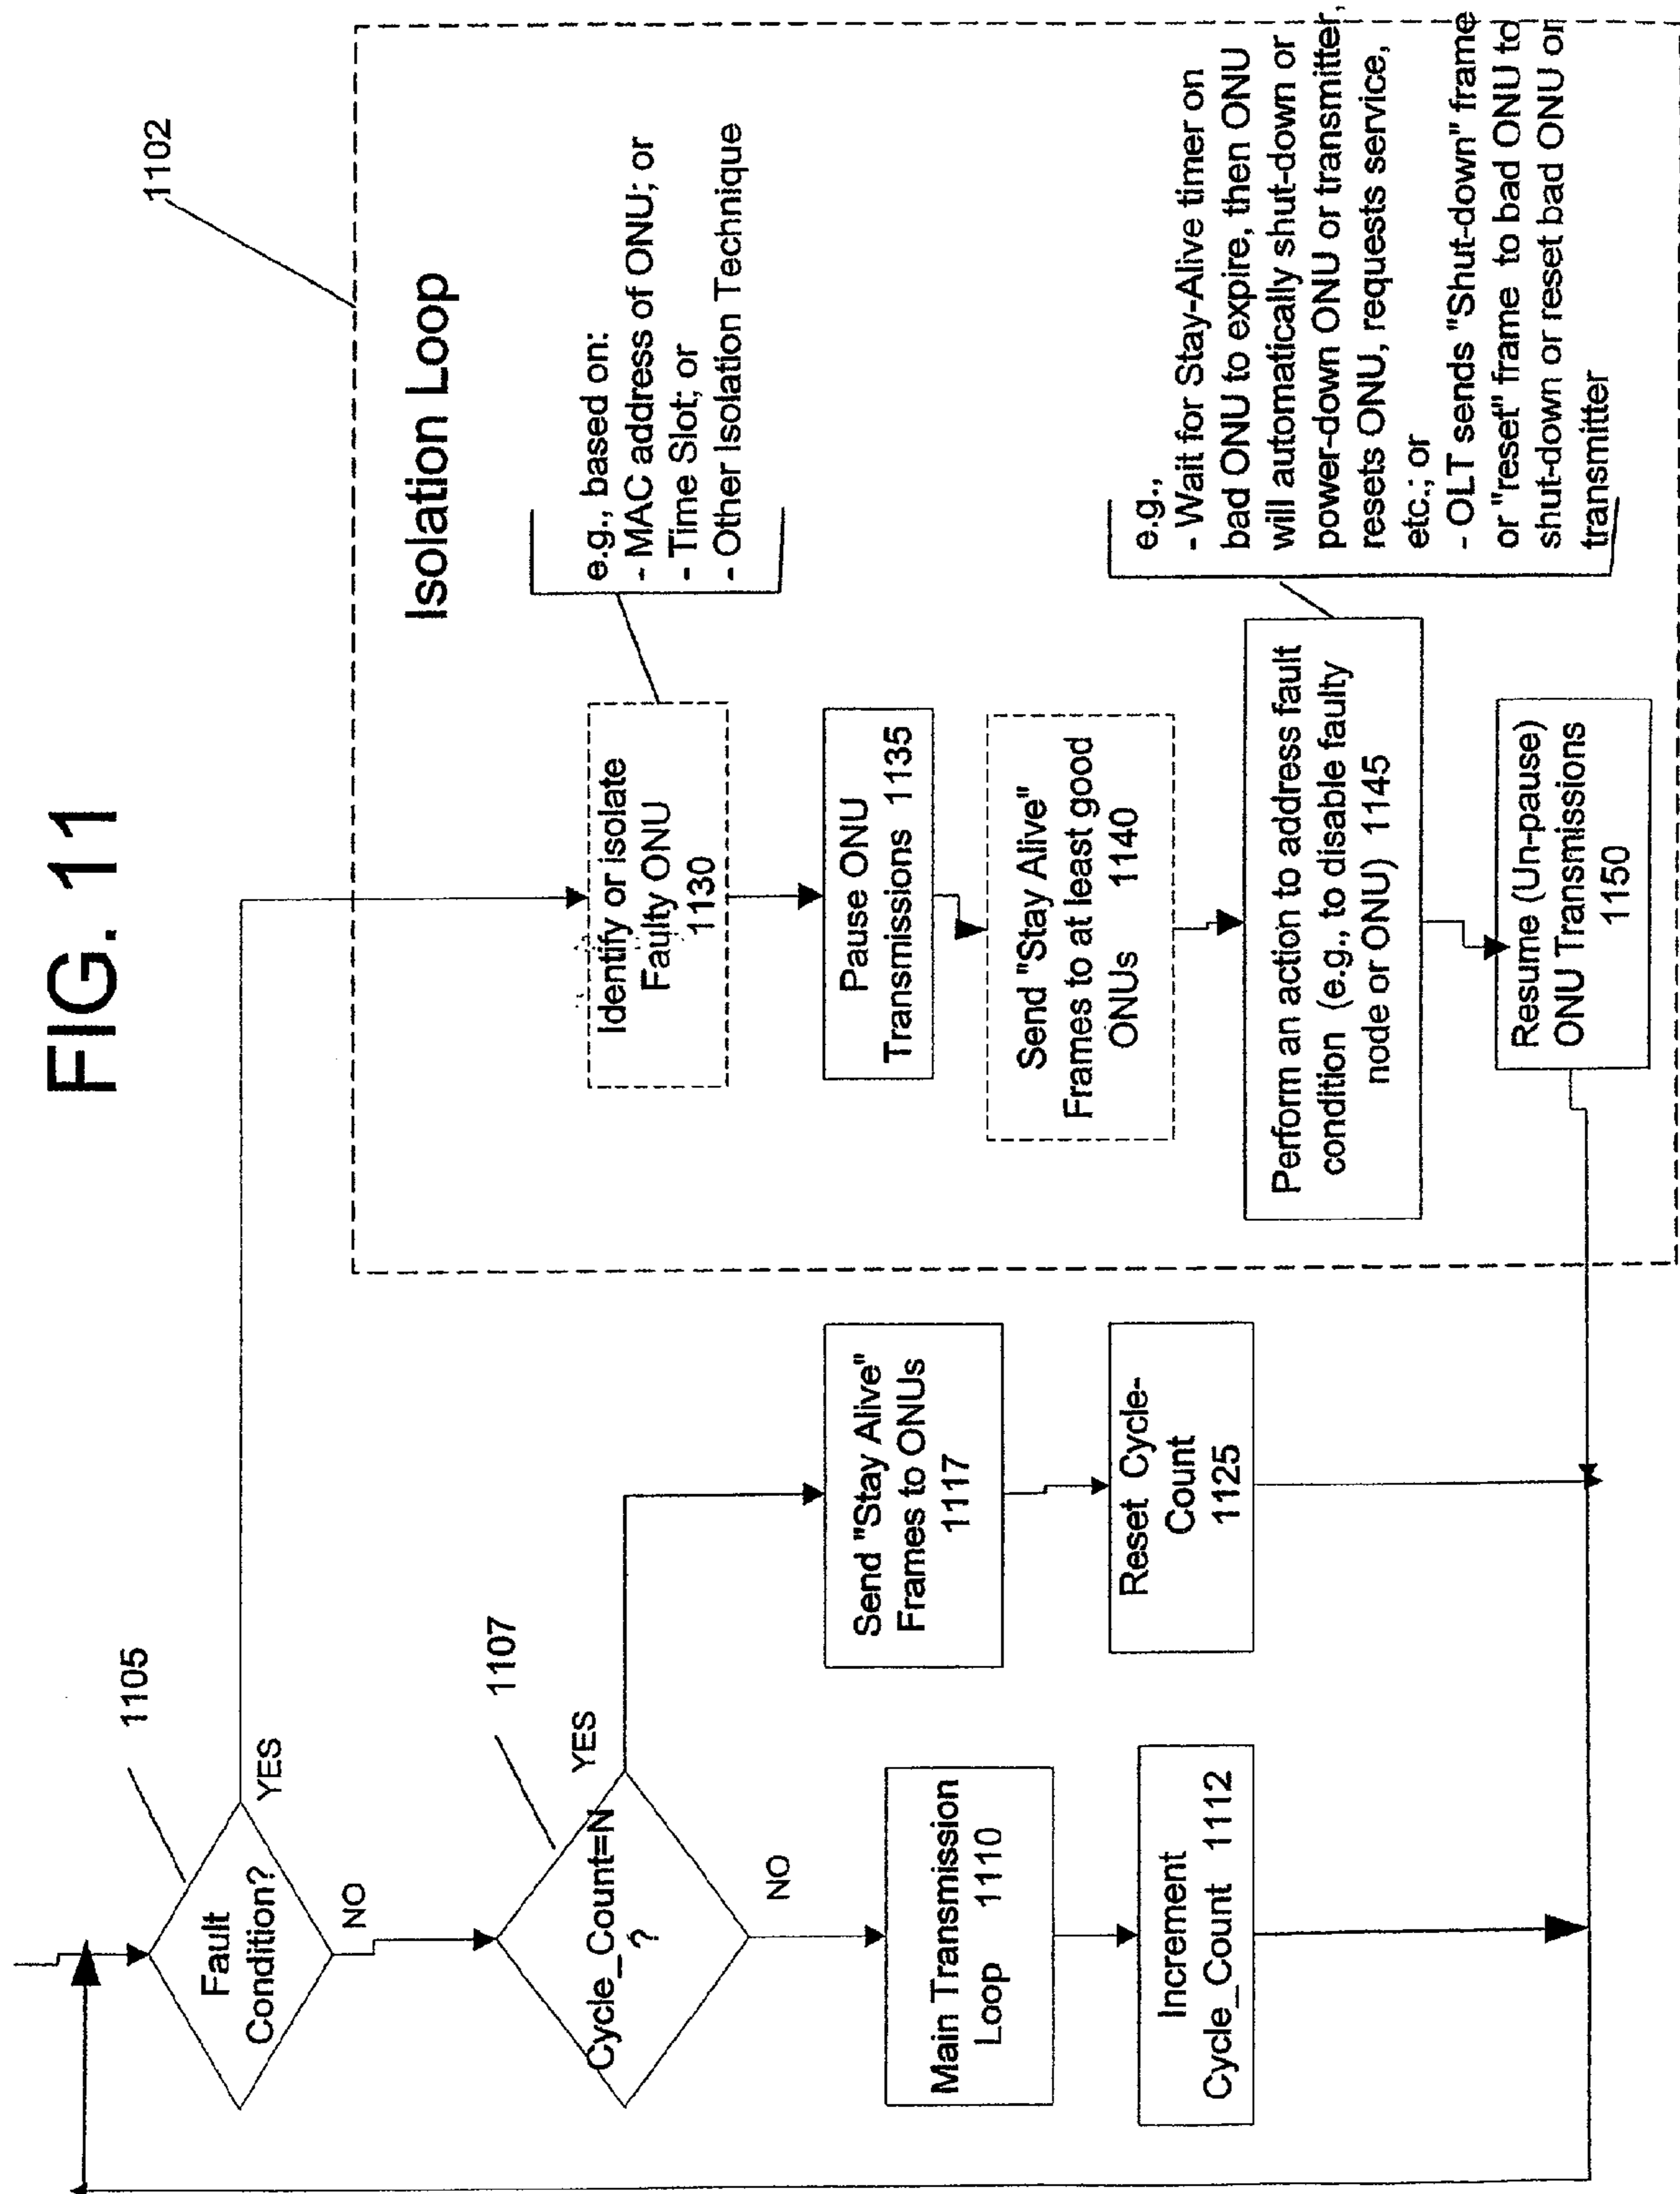 FIG. 11
1102
Isolation Loop
1105
Fault
Condition?
YES
NO
1107
Cycle_Count=N
?
YES
NO
Main Transmission
Loop 1110
Increment
Cycle_Count 1112
Send "Stay Alive"
Frames to ONUs
1117
Reset Cycle-
Count
1125
Identify or isolate
Faulty ONU
1130
e.g., based on:
- MAC address of ONU; or
- Time Slot; or
- Other Isolation Technique
Pause ONU
Transmissions 1135
Send "Stay Alive"
Frames to at least good
ONUs 1140
Perform an action to address fault
condition (e.g., to disable faulty
node or ONU) 1145
e.g.,
- Wait for Stay-Alive timer on
bad ONU to expire, then ONU
will automatically shut-down or
power-down ONU or transmitter,
resets ONU, requests service,
etc.; or
- OLT sends "Shut-down" frame
or "reset" frame to bad ONU to
shut-down or reset bad ONU or
transmitter
Resume (Un-pause)
ONU Transmissions
1150